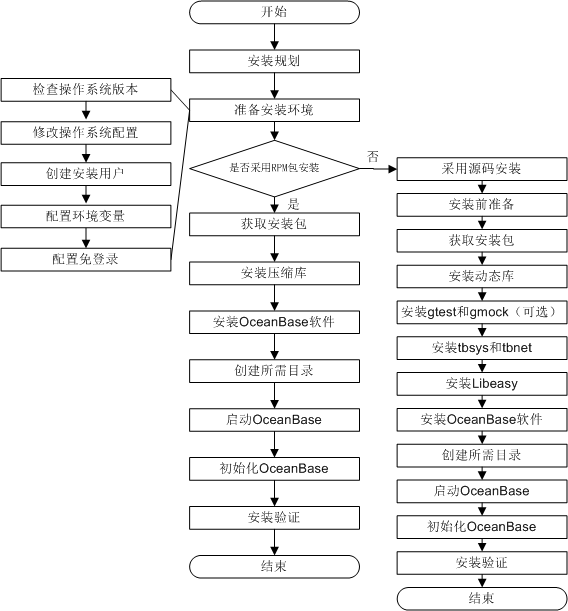 开始
安装规划
准备安装环境
检查操作系统版本
修改操作系统配置
创建安装用户
配置环境变量
配置免登录
是否采用RPM包安装
是
否
获取安装包
安装压缩库
安装OceanBase软件
创建所需目录
启动OceanBase
初始化OceanBase
安装验证
结束
采用源码安装
安装前准备
获取安装包
安装动态库
安装gtest和gmock（可选）
安装tbsys和tbnet
安装Libeasy
安装OceanBase软件
创建所需目录
启动OceanBase
初始化OceanBase
安装验证
结束